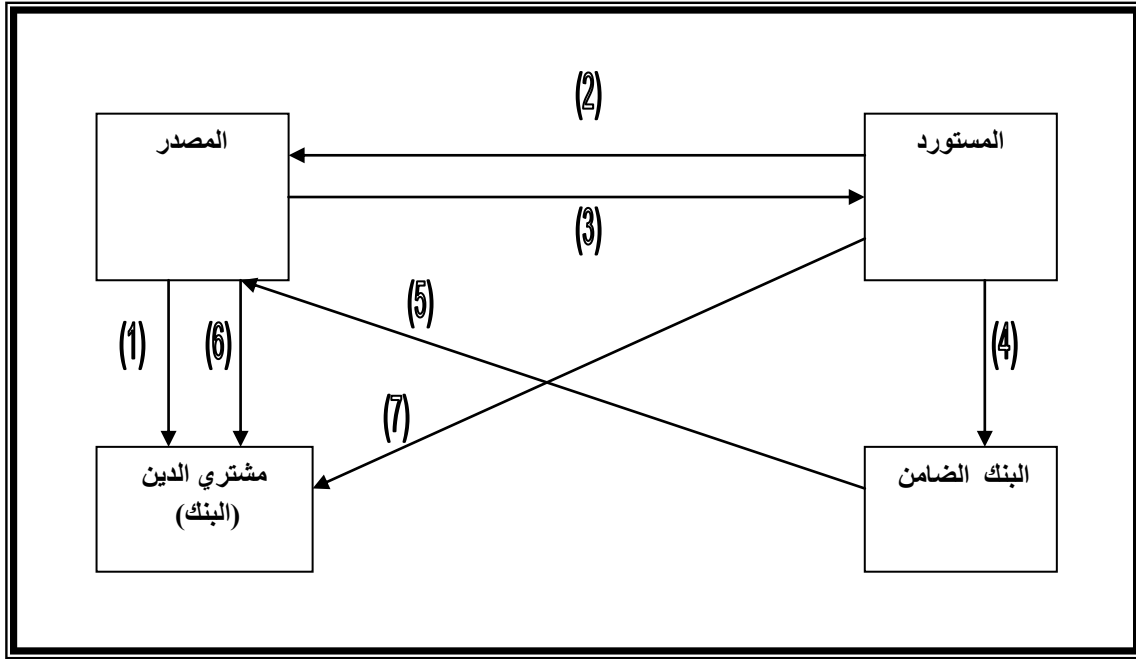 (2)
المصدر
المستورد
(3)
(5)
(1)
(6)
(4)
(7)
مشتري الدين
(البنك)
البنك الضامن